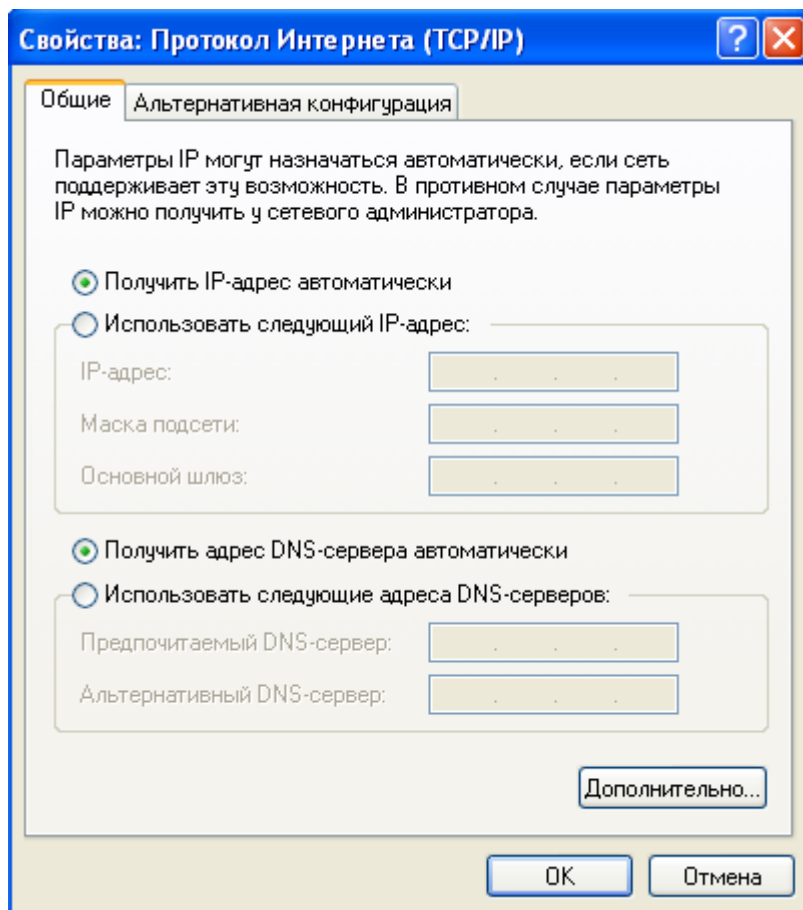 Свойства: Протокол Интернета (TCP/IP)
Общие
Альтернативная конфигурация
Параметры IP могут назначаться автоматически, если сеть
поддерживает эту возможность. В противном случае параметры
IP можно получить у сетевого администратора.
Получить IP-адрес автоматически
Использовать следующий IP-адрес:
IP-адрес:
Маска подсети:
Основной шлюз:
Получить адрес DNS-сервера автоматически
Использовать следующие адреса DNS-серверов:
Предпочитаемый DNS-сервер:
Альтернативный DNS-сервер:
Дополнительно...
ОК
Отмена